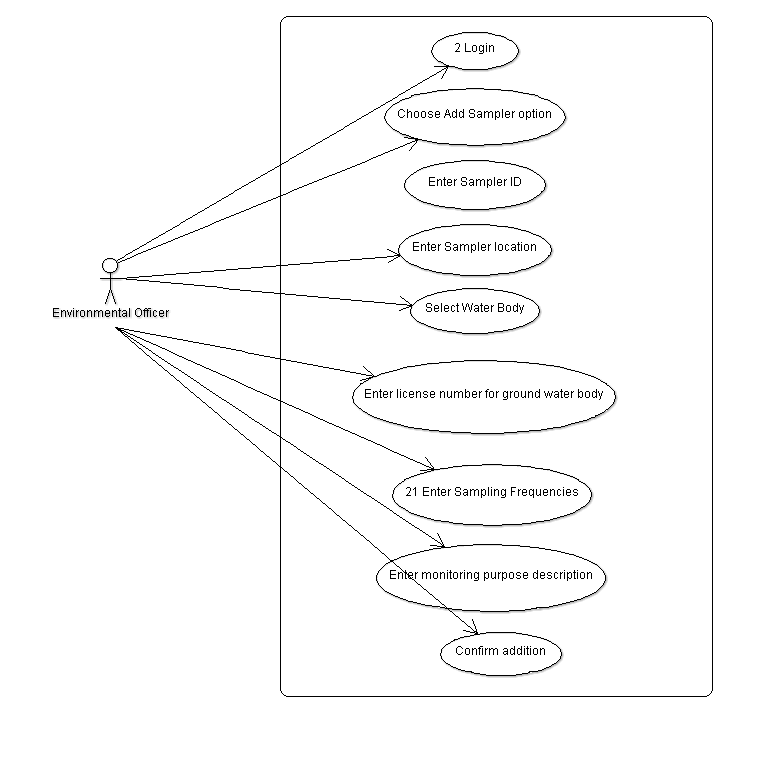 2 Login
Choose Add Sampler option
Enter Sampler ID
Enter Sampler location
Environmental Officer
Select Water Body
Enter license number for ground water body
21 Enter Sampling Frequencies
Enter monitoring purpose description
Confirm addition